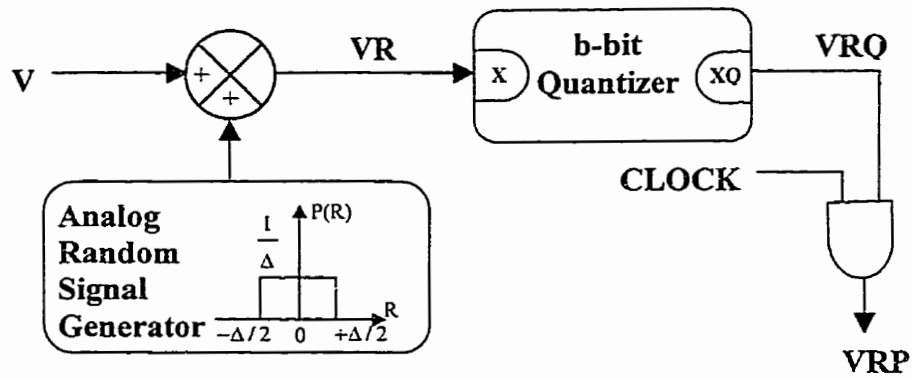 V
+
+
VR
X
b-bit
Quantizer
XQ
VRQ
CLOCK
Analog
Random
Signal
Generator
1
Δ
P(R)
R
-Δ/2
0
+Δ/2
VRP